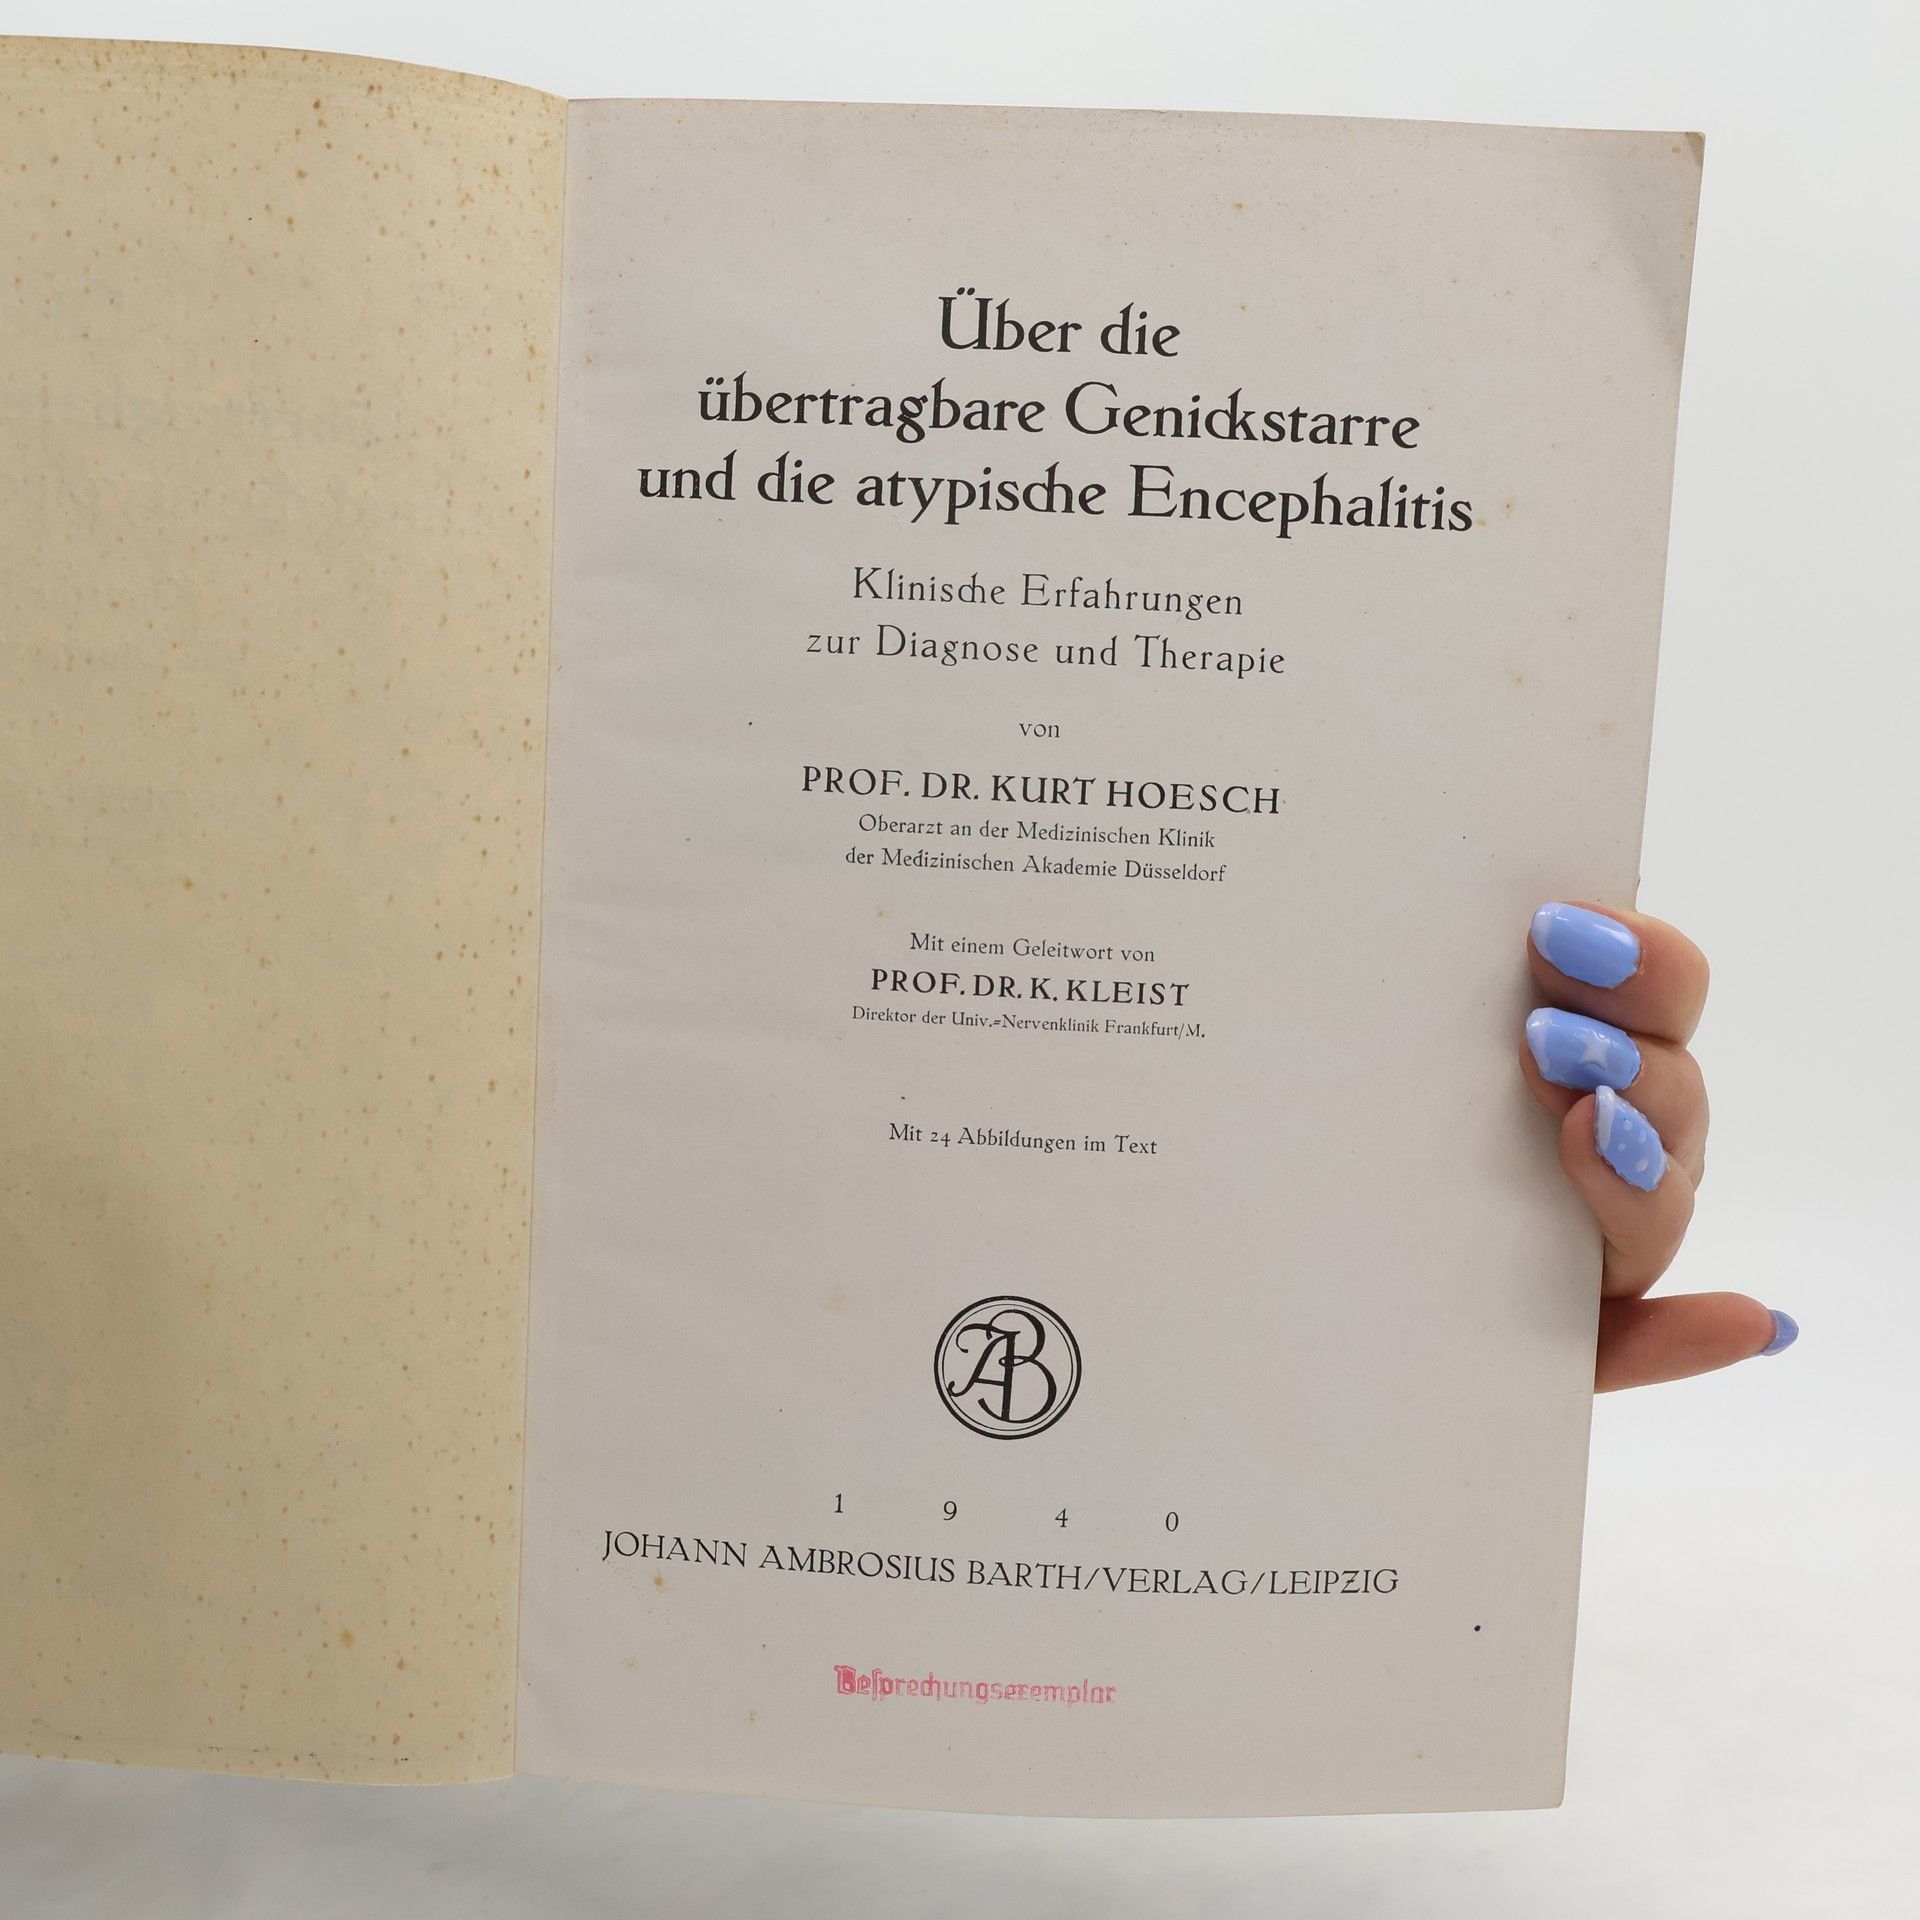 Über die
übertragbare Genickstarre
und die atypische Encephalitis
Klinische Erfahrungen
zur Diagnose und Therapie
von
PROF. DR. KURT HOESCH
Oberarzt an der Medizinischen Klinik
der Medizinischen Akademie Düsseldorf
Mit einem Geleitwort von
PROF. DR. K. KLEIST
Direktor der Univ.=Nervenklinik Frankfurt/M.
Mit 24 Abbildungen im Text
JAB
1 9 4 0
JOHANN AMBROSIUS BARTH/VERLAG/LEIPZIG
Besprechungsexemplar